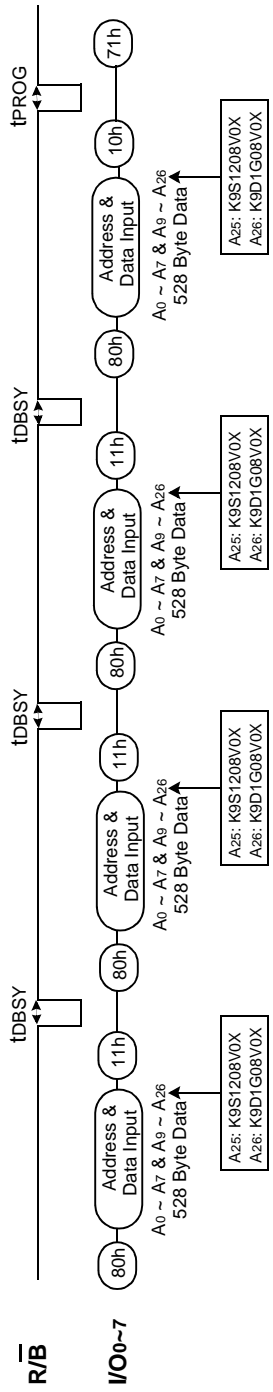 R/B tDBSY tDBSY tDBSY tPROG
I/O0~7 80h Address & Data Input 11h 80h Address & Data Input 11h 80h Address & Data Input 11h 80h Address & Data Input 10h 71h
A0 ~ A7 & A9 ~ A26 A0 ~ A7 & A9 ~ A26 A0 ~ A7 & A9 ~ A26 A0 ~ A7 & A9 ~ A26
528 Byte Data 528 Byte Data 528 Byte Data 528 Byte Data
A25: K9S1208V0X A25: K9S1208V0X A25: K9S1208V0X A25: K9S1208V0X
A26: K9D1G08V0X A26: K9D1G08V0X A26: K9D1G08V0X A26: K9D1G08V0X